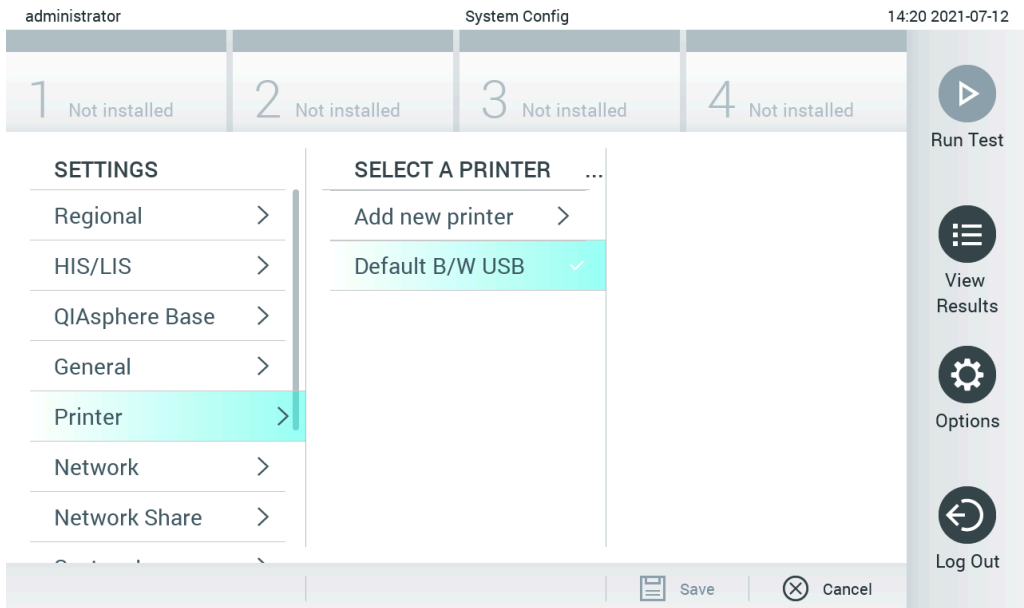 administrator
System Config
14:20 2021-07-12
1 Not installed
2 Not installed
3 Not installed
4 Not installed
Run Test
View
Results
Options
Log Out
SETTINGS
Regional
HIS/LIS
QIAsphere Base
General
Printer
Network
Network Share
SELECT A PRINTER ...
Add new printer
Default B/W USB
Save
Cancel